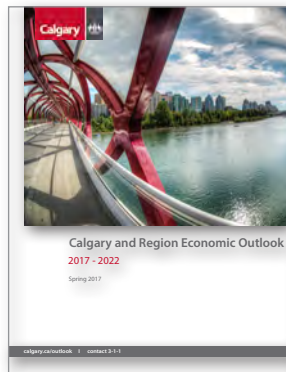 Calgary
Calgary and Region Economic Outlook
2017 - 2022
Spring 2017
calgary.ca/outlook | contact 3-1-1